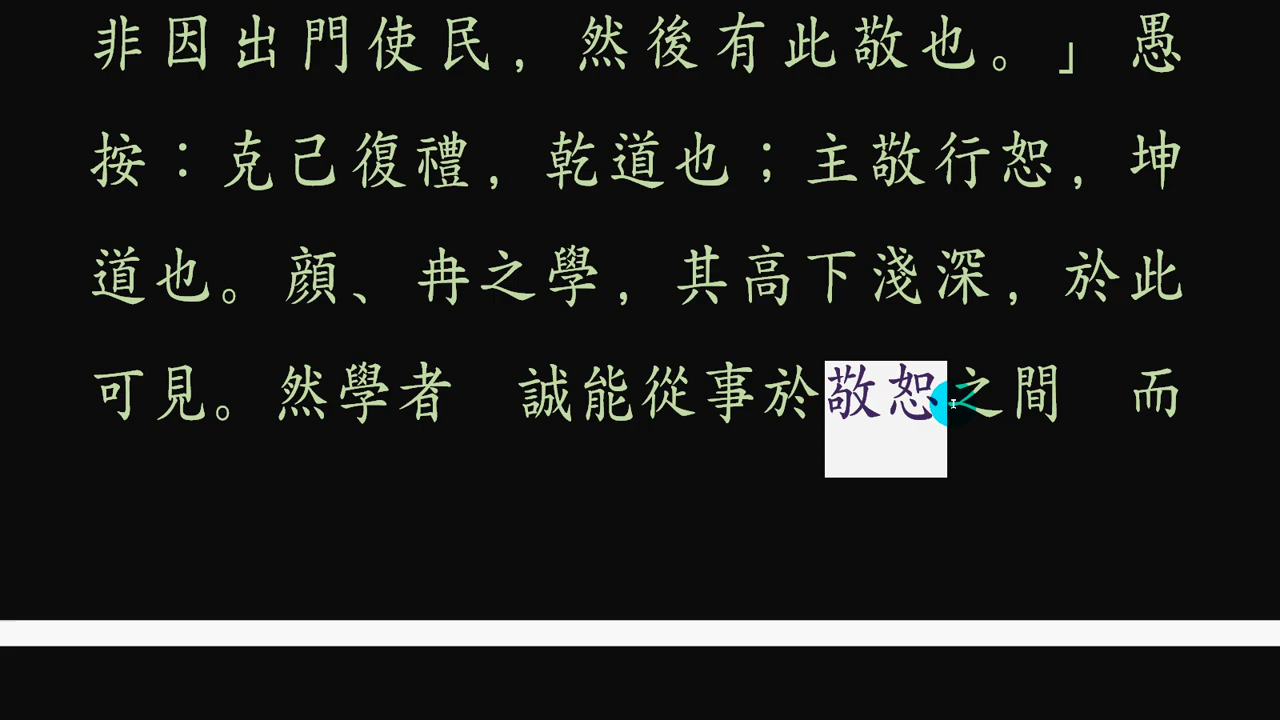 非因出門使民，然後有此敬也。」愚
按：克己復禮，乾道也；主敬行恕，坤
道也。顏、冉之學，其高下淺深，於此
可見。然學者　誠能從事於敬恕之間　而